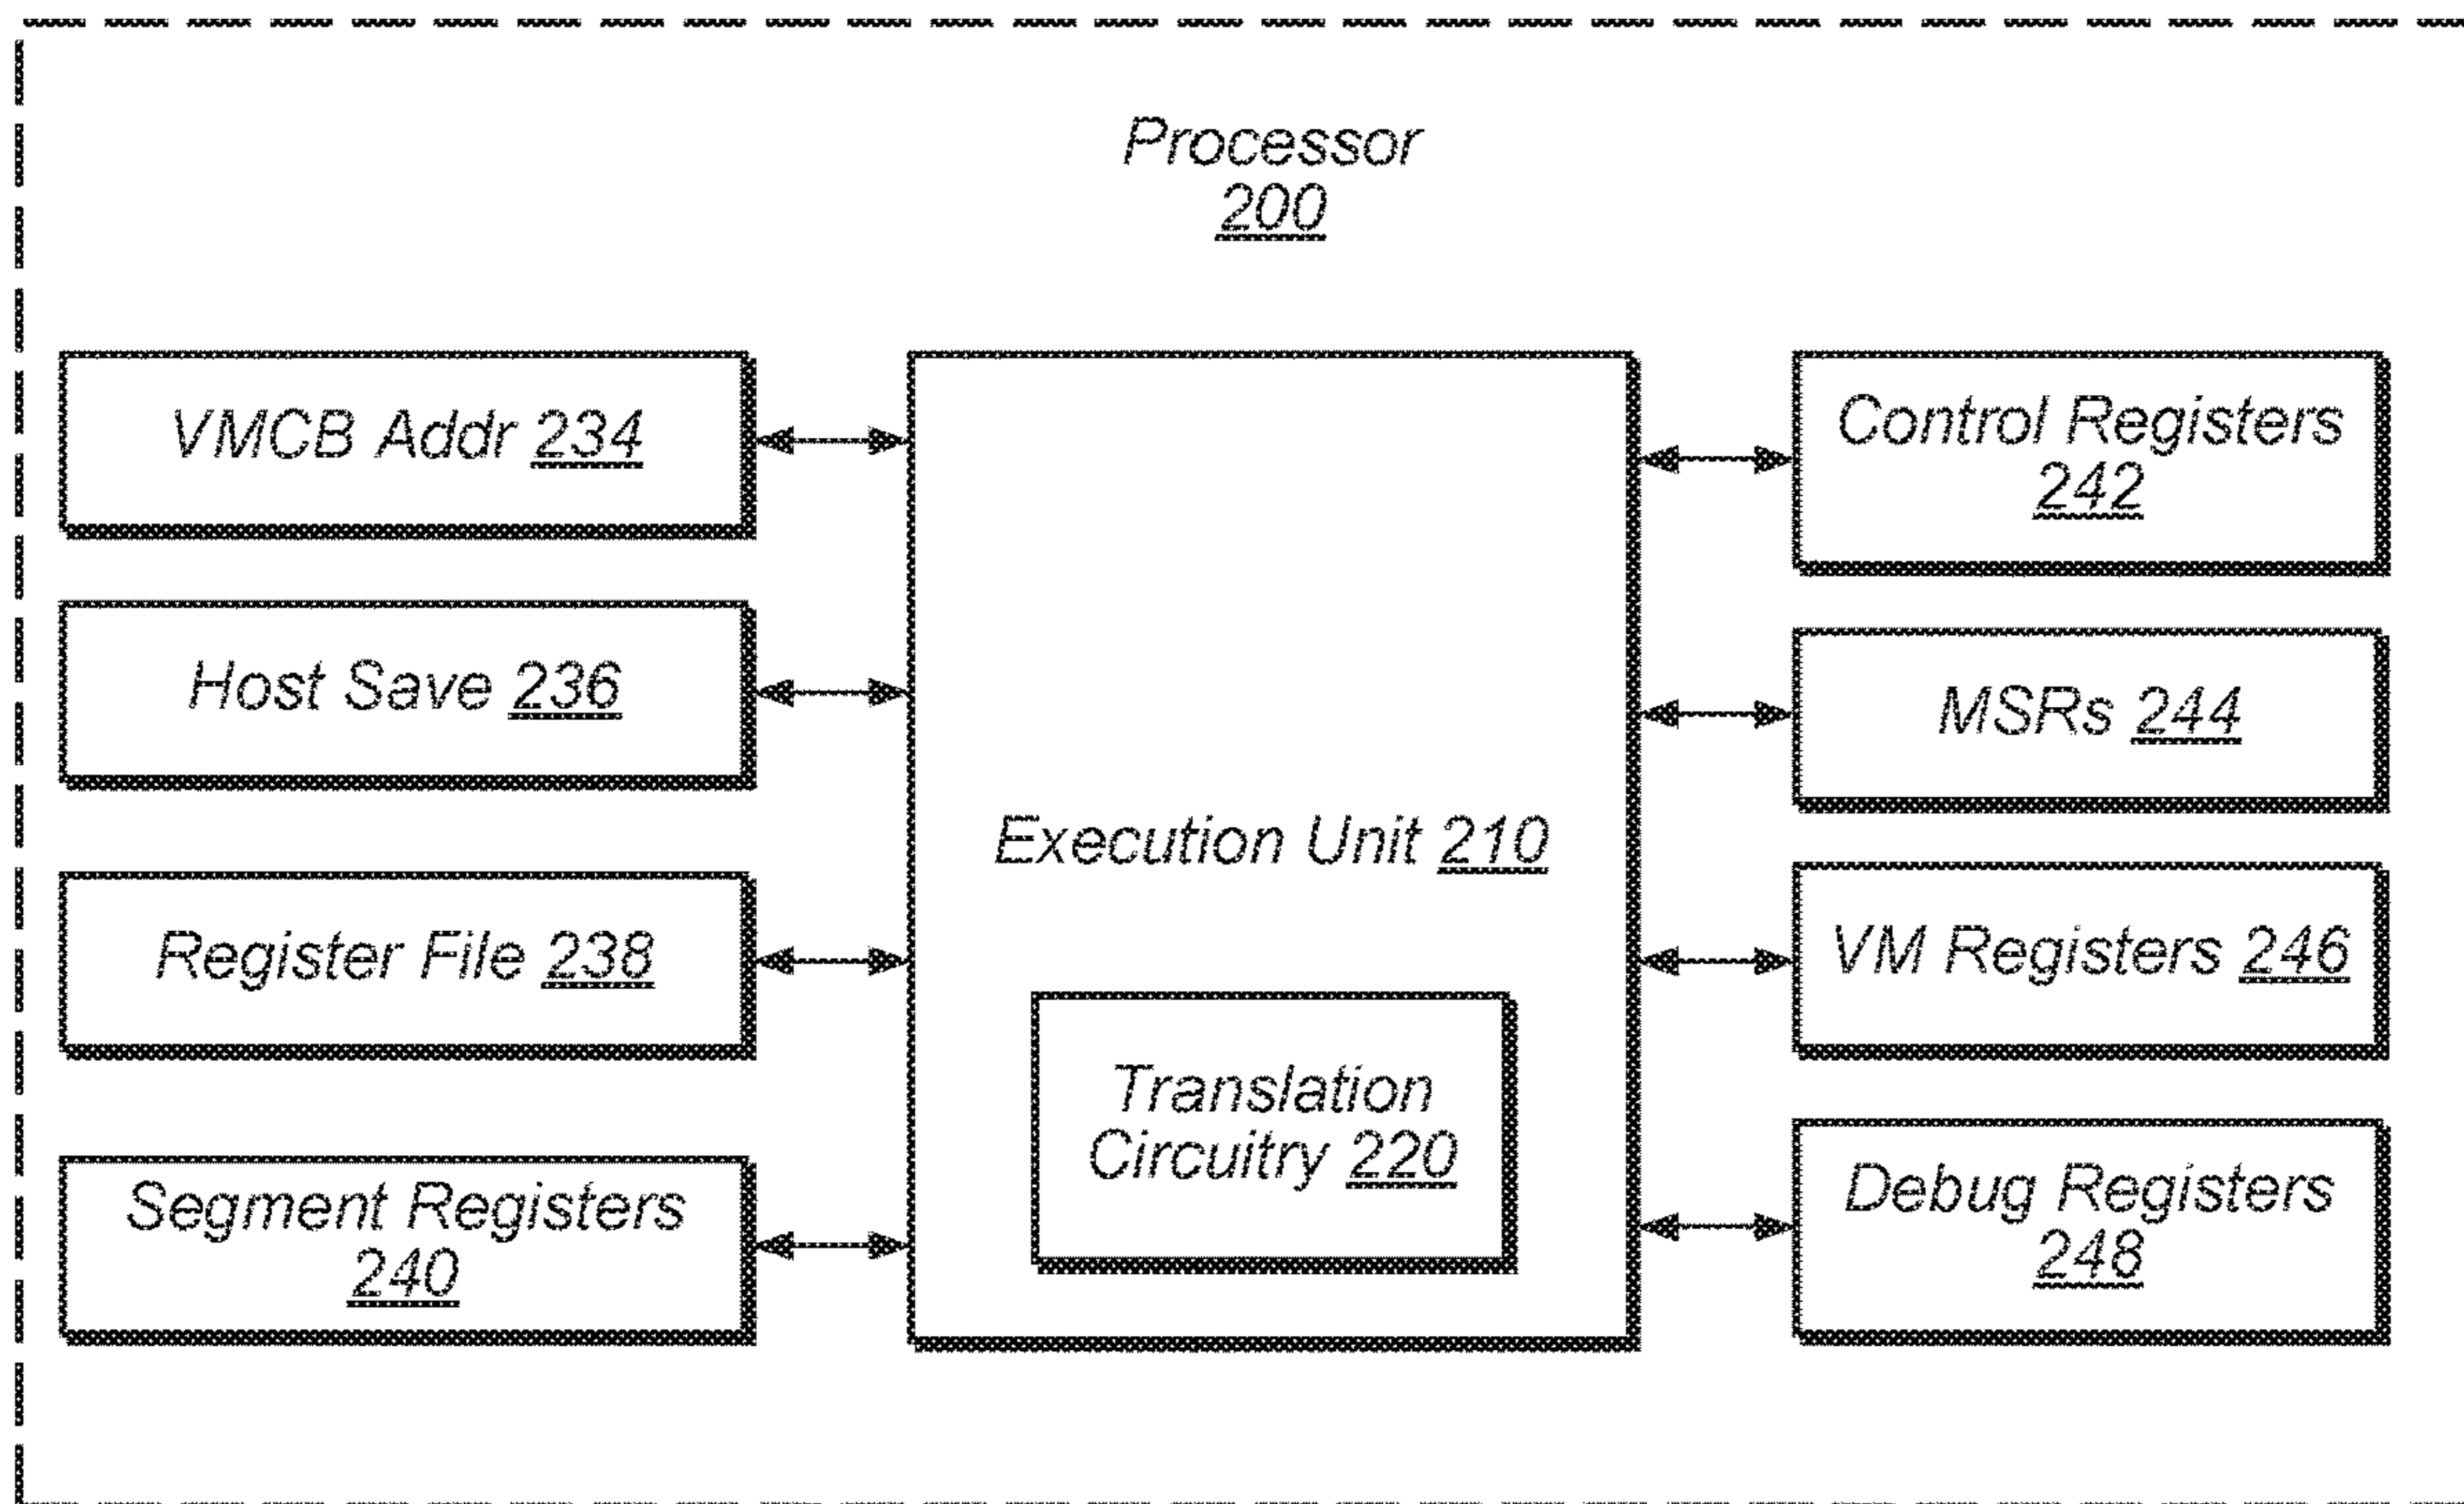 Processor
200
VMCB Addr 234
Host Save 236
Register File 238
Segment Registers
240
Execution Unit 210
Translation
Circuitry 220
Control Registers
242
MSRs 244
VM Registers 246
Debug Registers
248